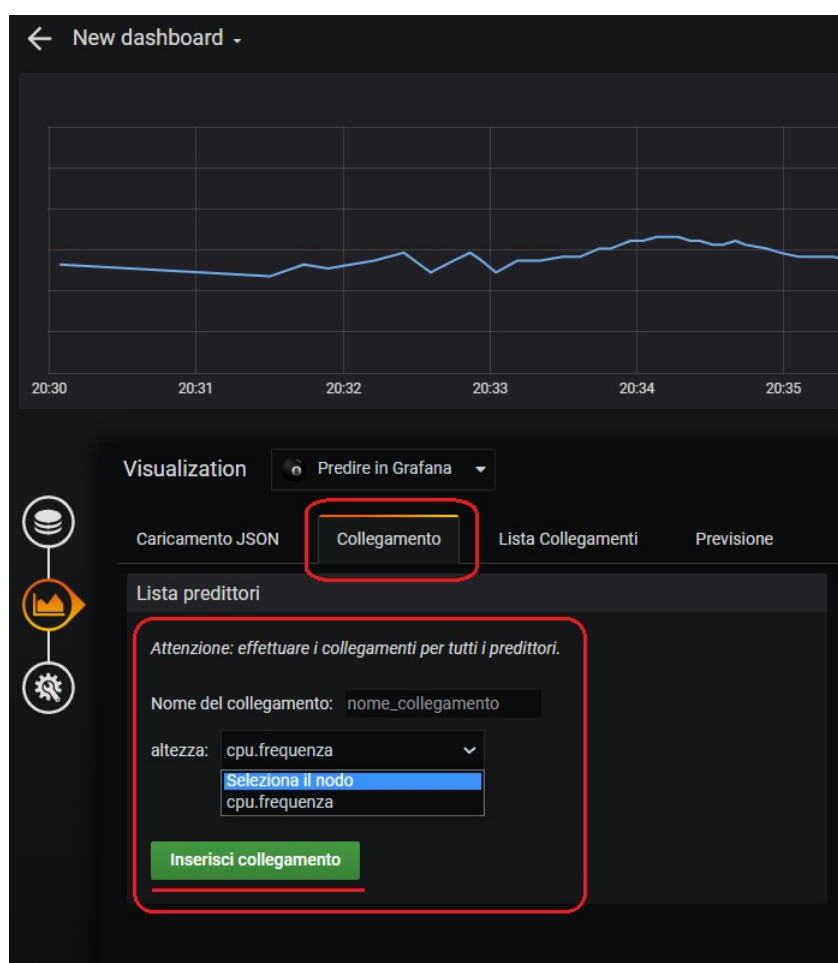 New dashboard
20:30 20:31 20:32 20:33 20:34 20:35
Visualization Predire in Grafana
Caricamento JSON Collegamento Lista Collegamenti Previsione
Lista predittori
Attenzione: effettuare i collegamenti per tutti i predittori.
Nome del collegamento: nome_collegamento
altezza: cpu.frequenza
Seleziona il nodo
cpu.frequenza
Inserisci collegamento